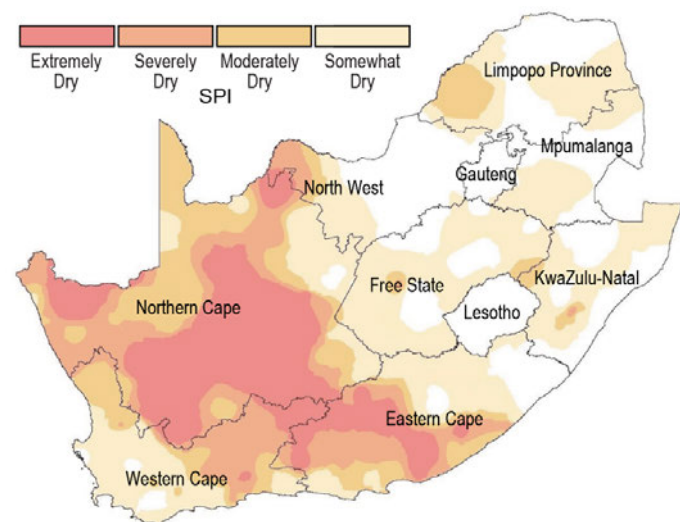 Extremely Dry
Severely Dry
Moderately Dry
Somewhat Dry
SPI
Limpopo Province
Mpumalanga
Gauteng
North West
Free State
KwaZulu-Natal
Lesotho
Northern Cape
Eastern Cape
Western Cape